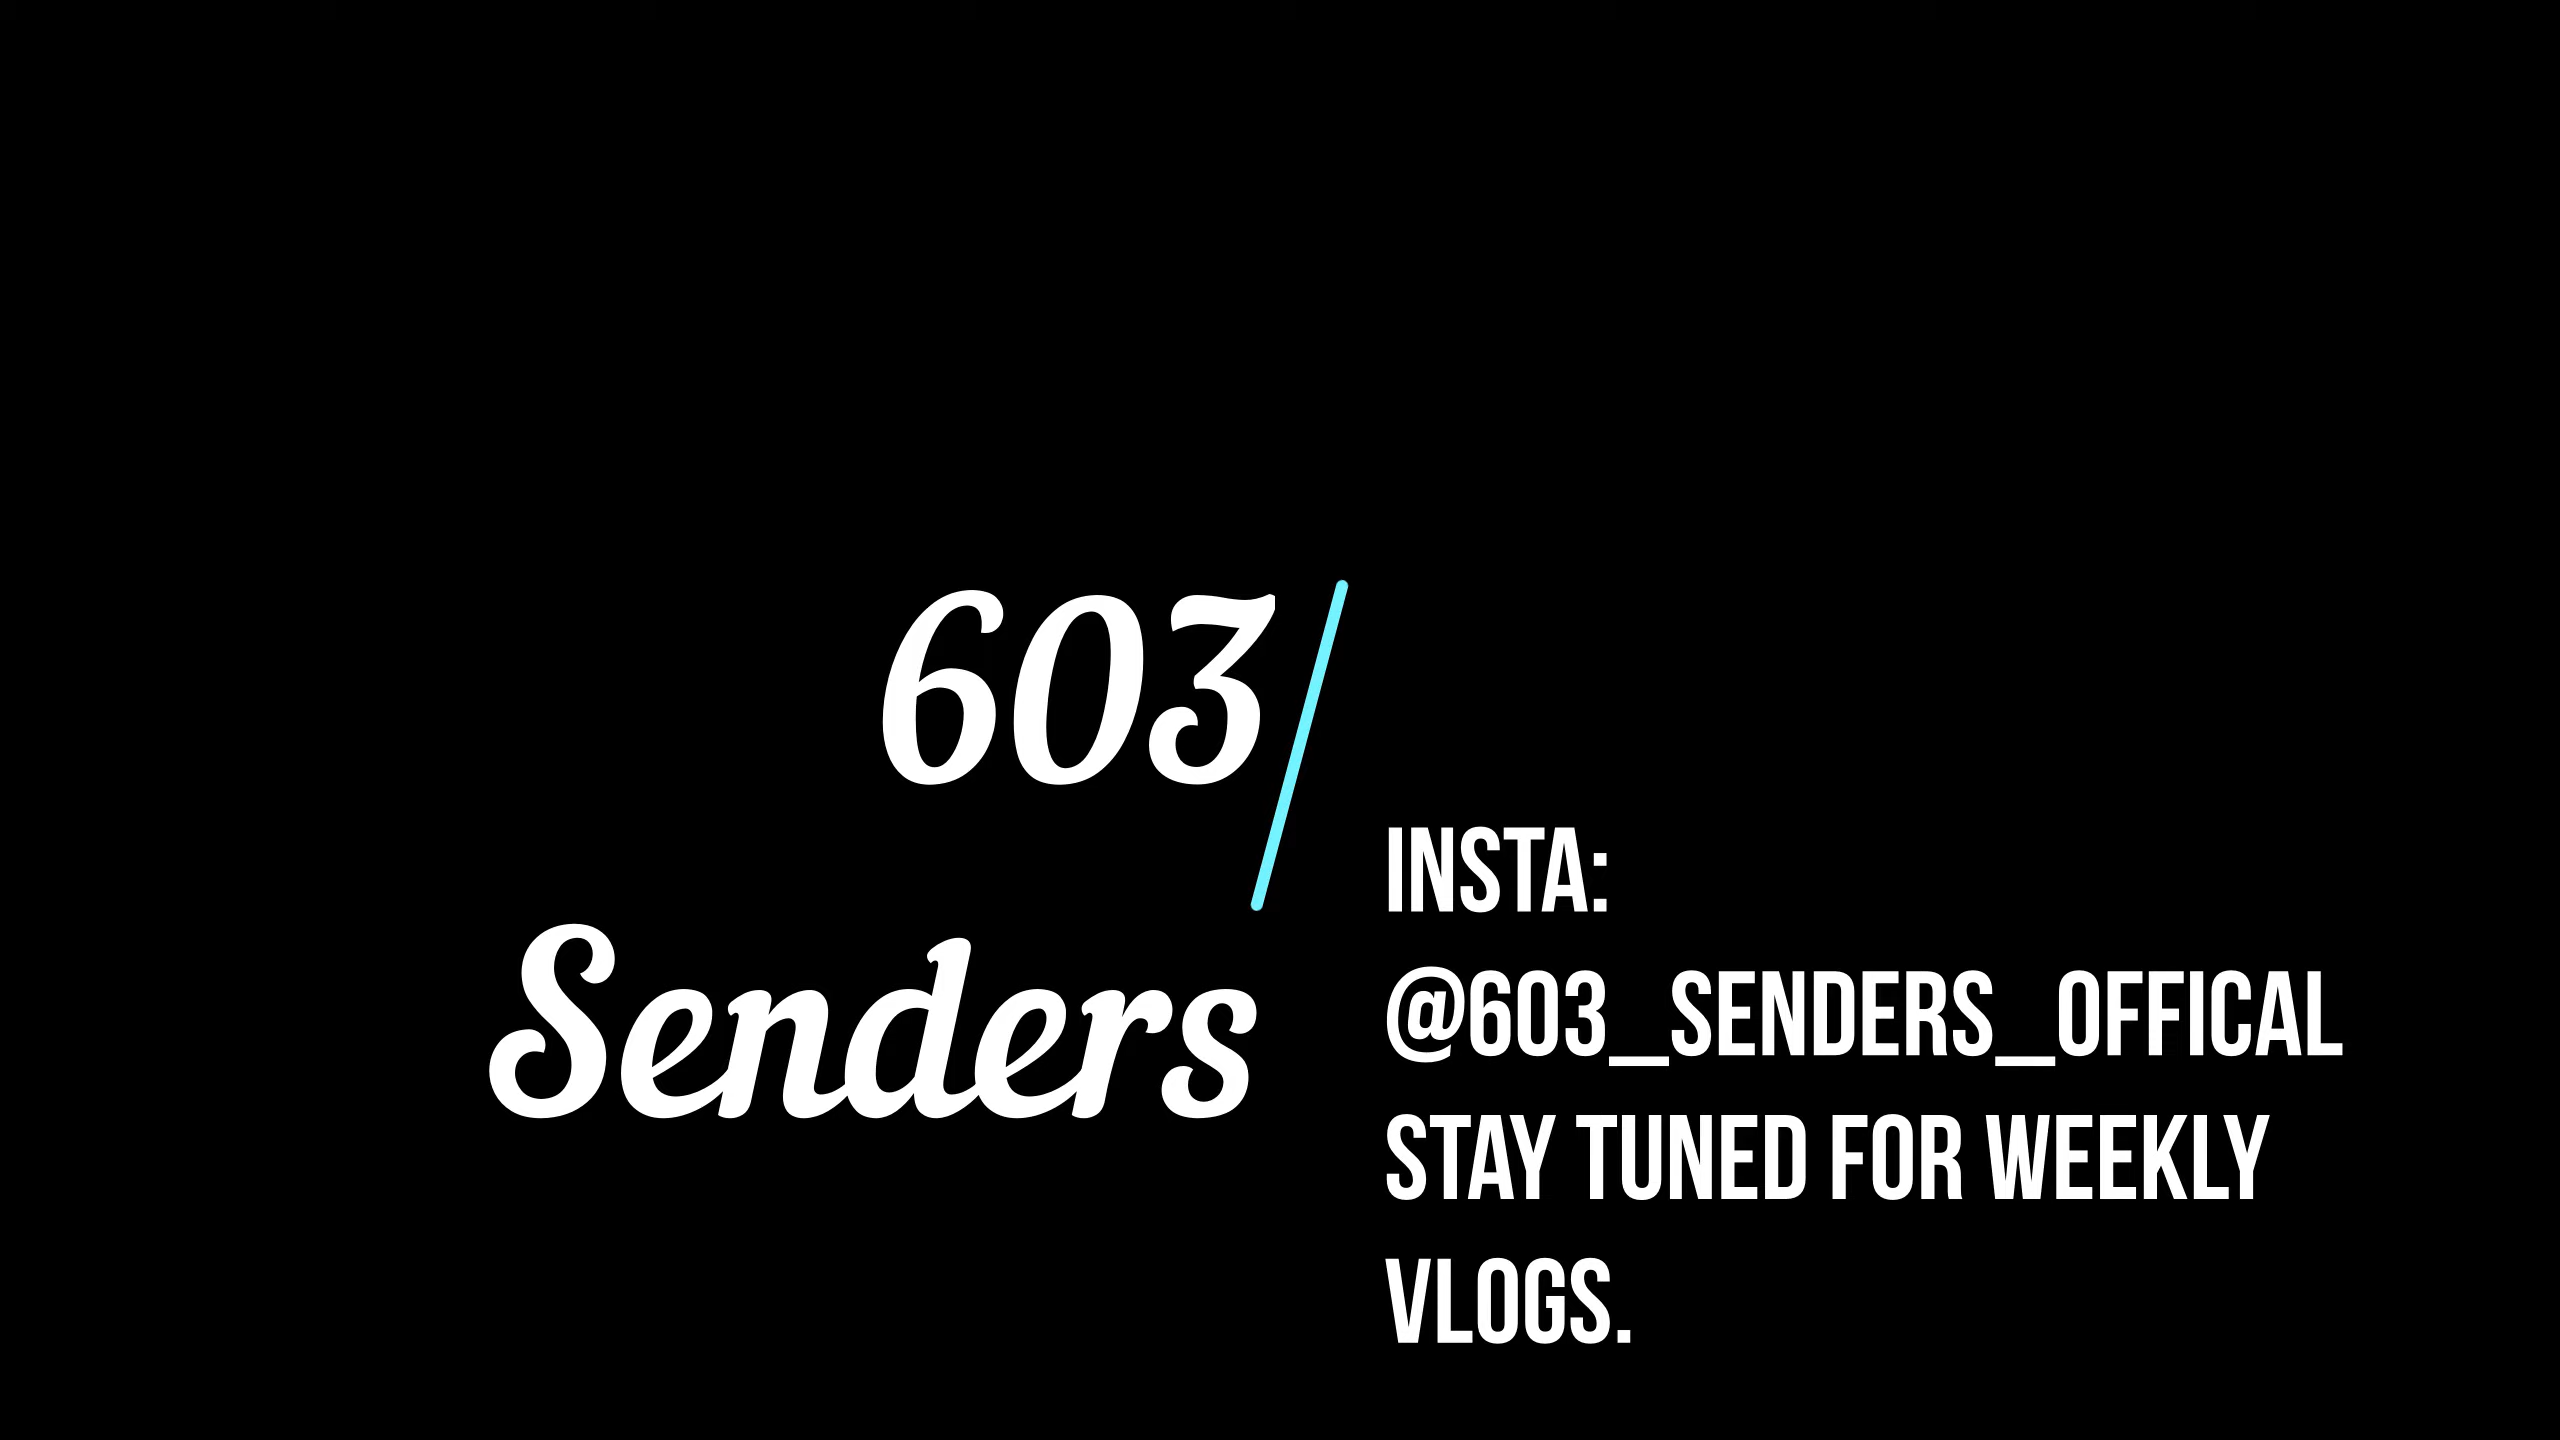 603
Senders
INSTA:
@603_SENDERS_OFFICAL
STAY TUNED FOR WEEKLY
VLOGS.